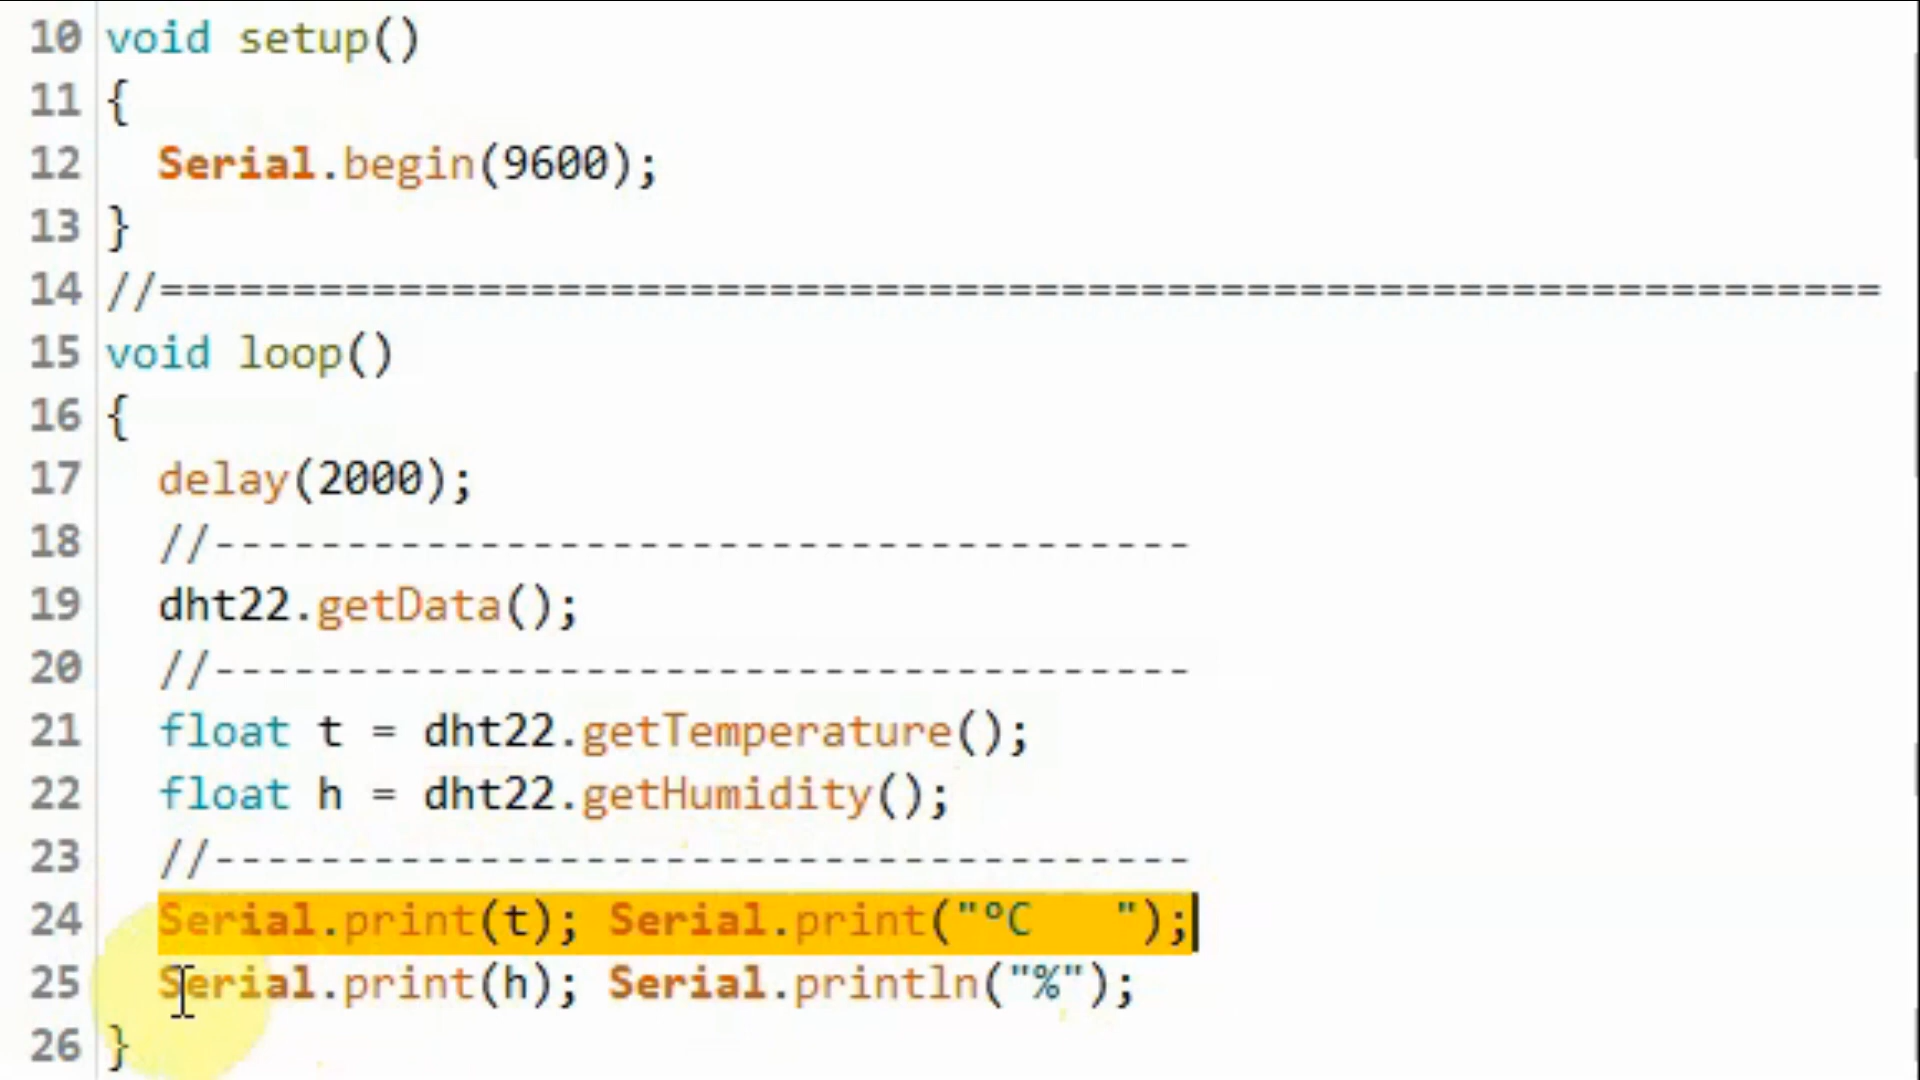 10 void setup()
11 {
12   Serial.begin(9600);
13 }
14 //=================================================================
15 void loop()
16 {
17   delay(2000);
18   //-------------------------------------
19   dht22.getData();
20   //-------------------------------------
21   float t = dht22.getTemperature();
22   float h = dht22.getHumidity();
23   //-------------------------------------
24   Serial.print(t); Serial.print("ºC   ");
25   Serial.print(h); Serial.println("%");
26 }